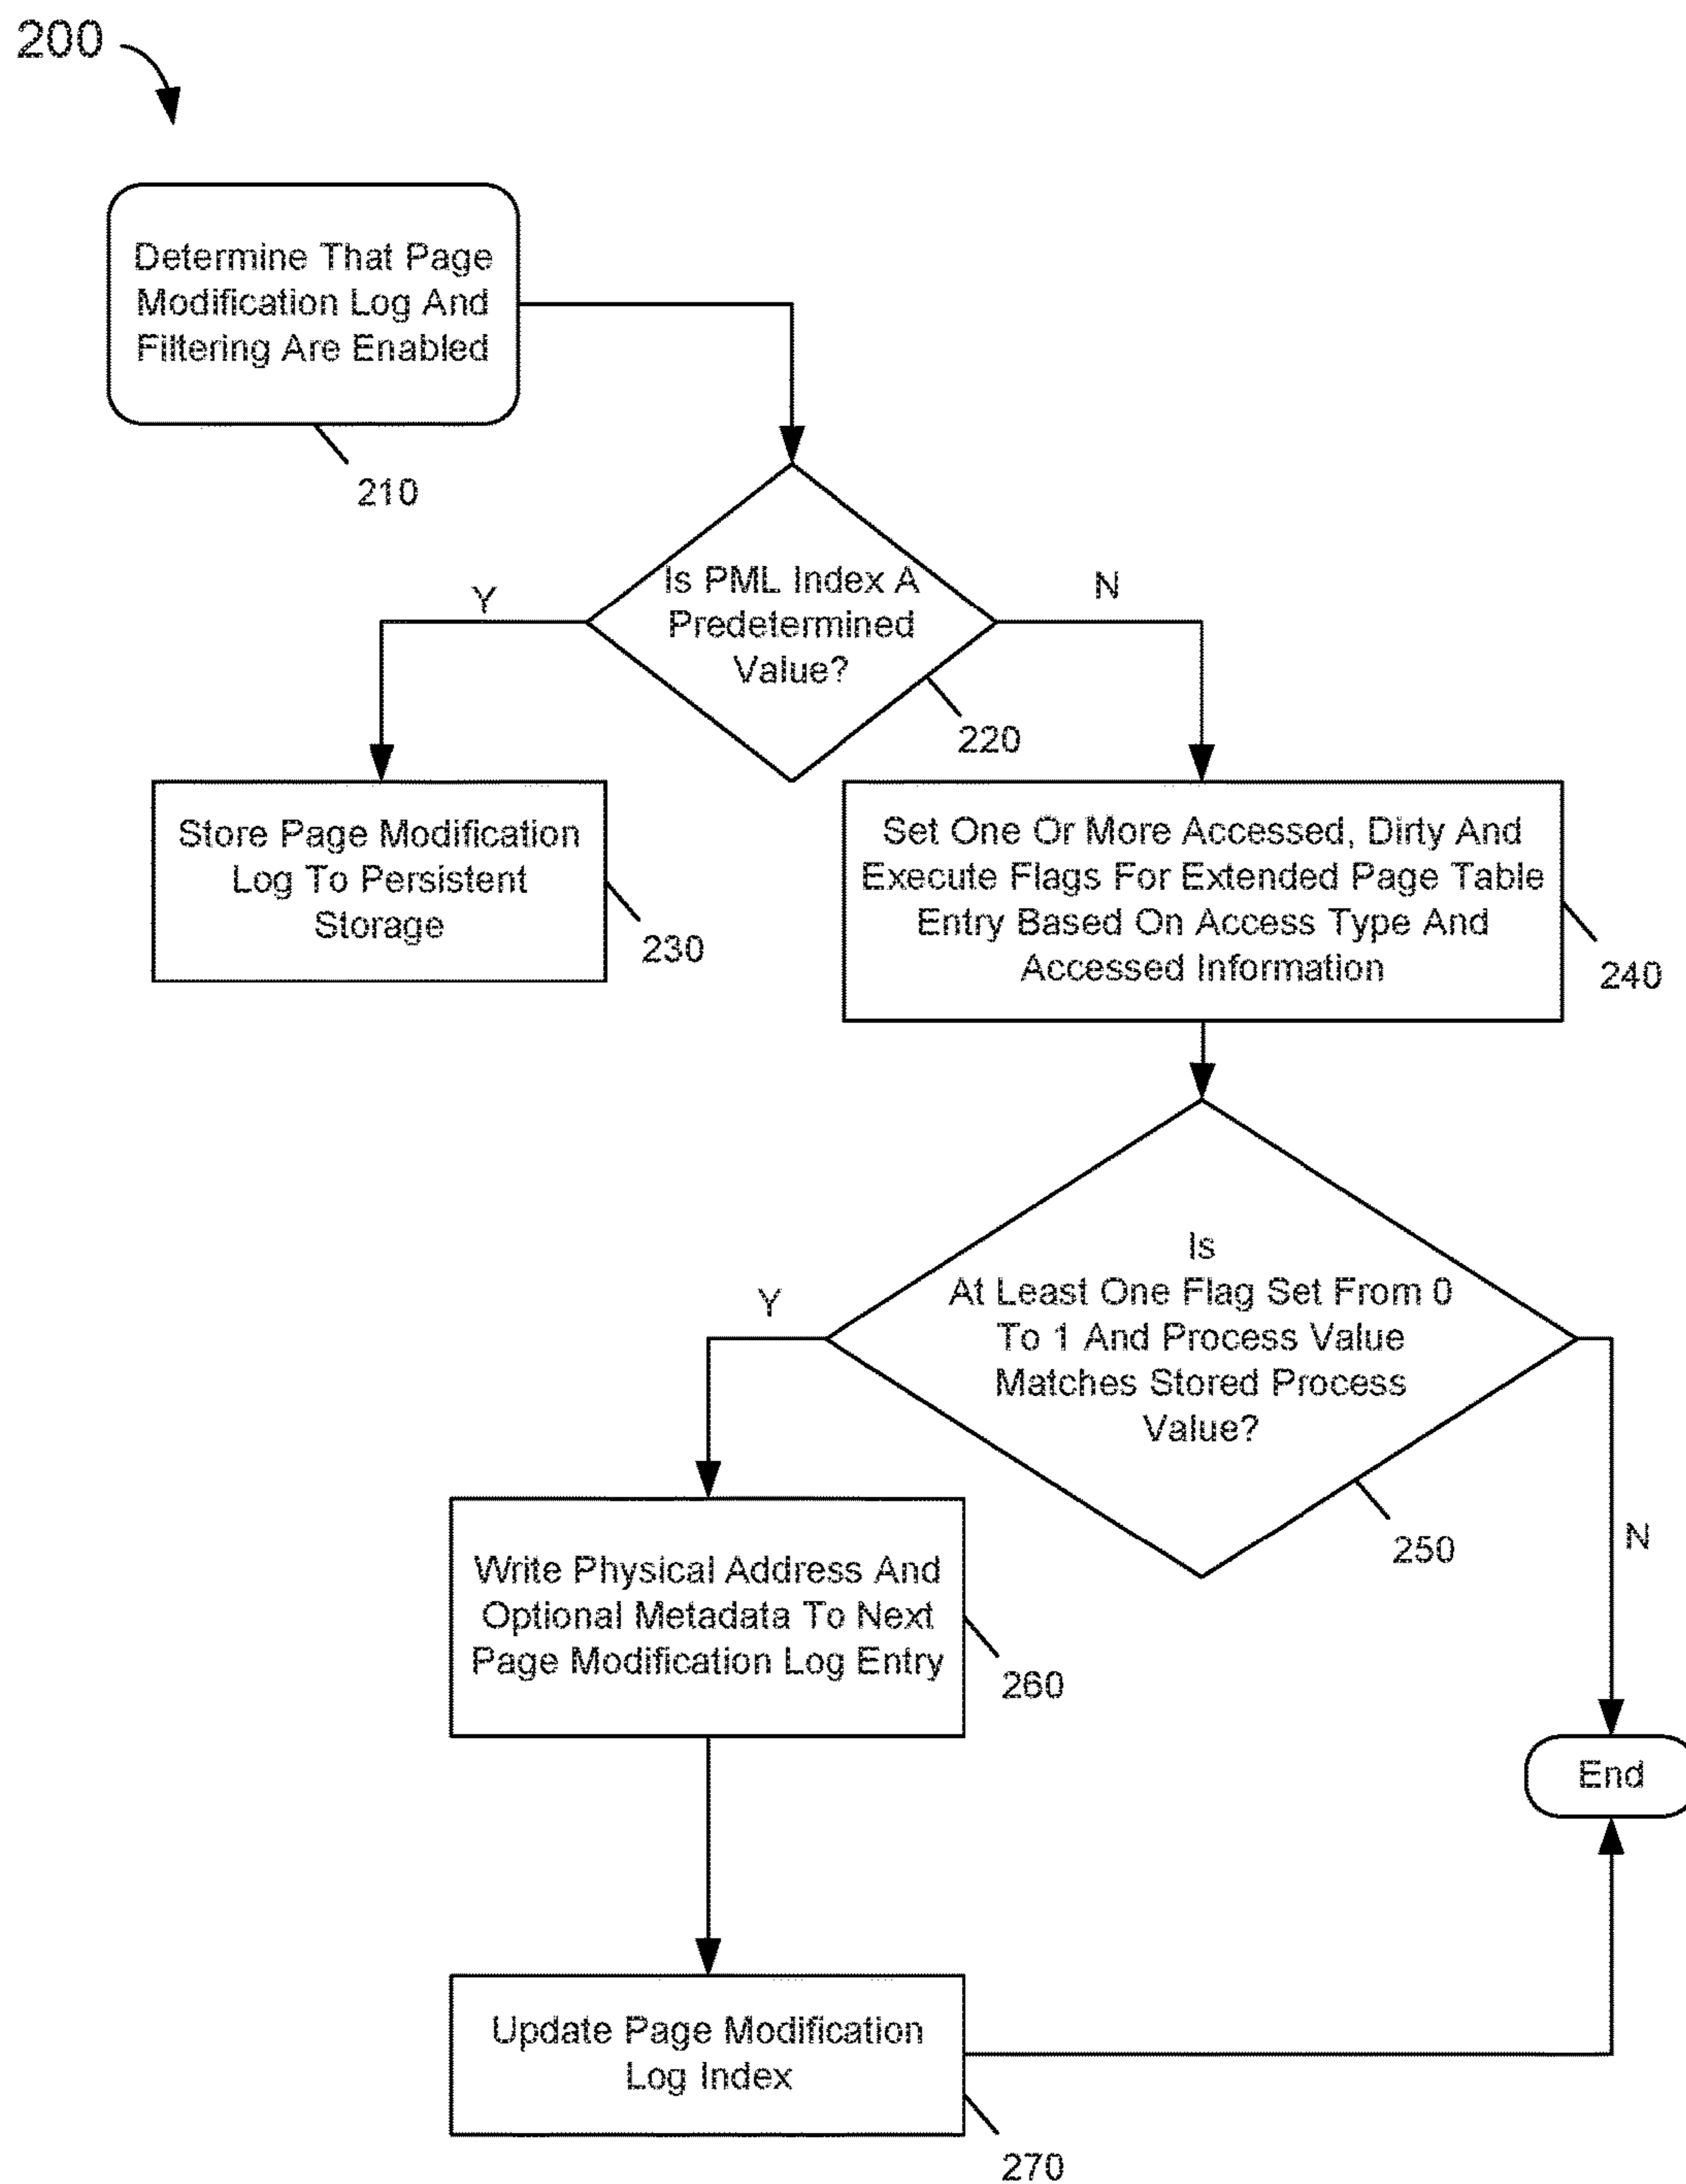 200
Determine That Page
Modification Log And
Filtering Are Enabled
210
Is PML Index A
Predetermined
Value?
Y
N
220
Store Page Modification
Log To Persistent
Storage
230
Set One Or More Accessed, Dirty And
Execute Flags For Extended Page Table
Entry Based On Access Type And
Accessed Information
240
Is
At Least One Flag Set From 0
To 1 And Process Value
Matches Stored Process
Value?
Y
N
250
Write Physical Address And
Optional Metadata To Next
Page Modification Log Entry
260
End
Update Page Modification
Log Index
270